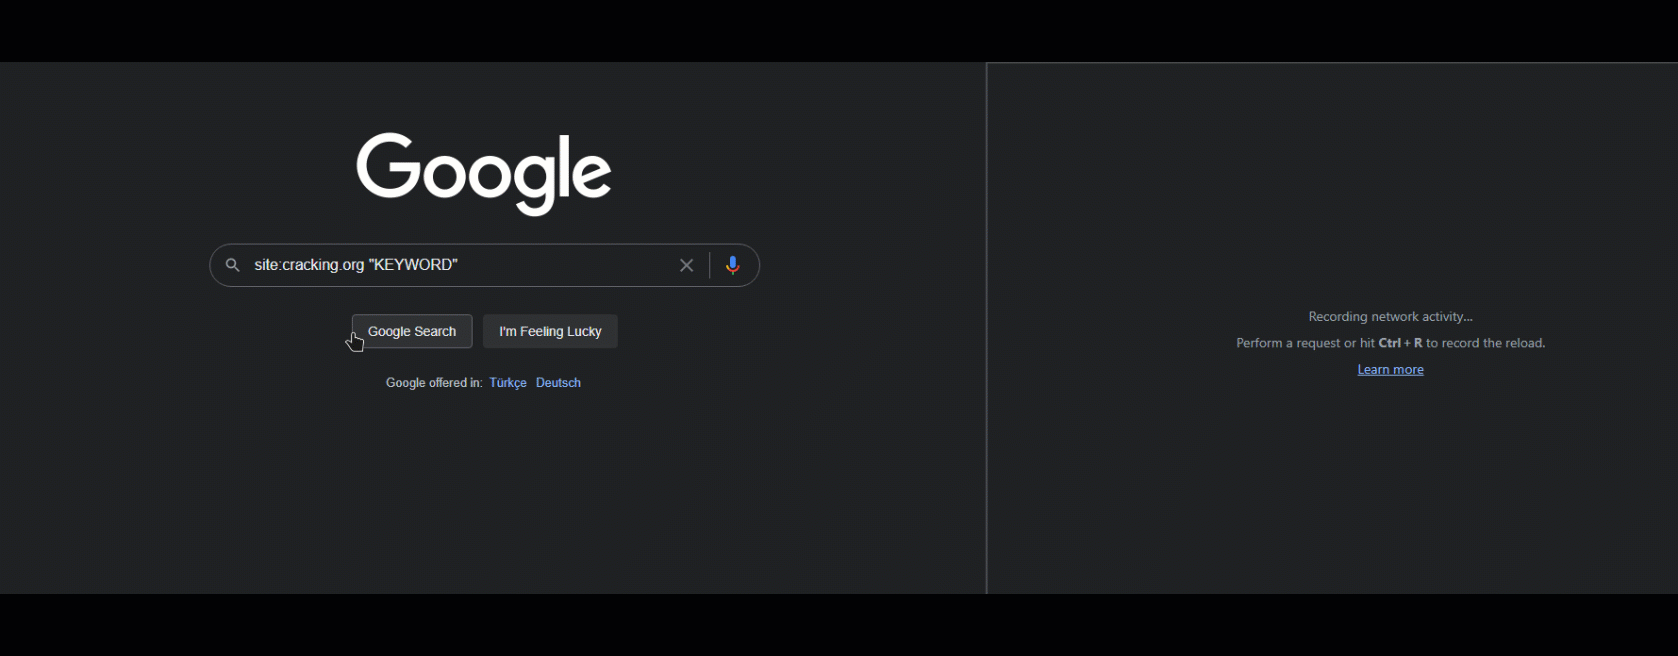 Google
site:cracking.org "KEYWORD"
Google Search I'm Feeling Lucky
Google offered in: Türkçe Deutsch
Recording network activity...
Perform a request or hit Ctrl + R to record the reload.
Learn more